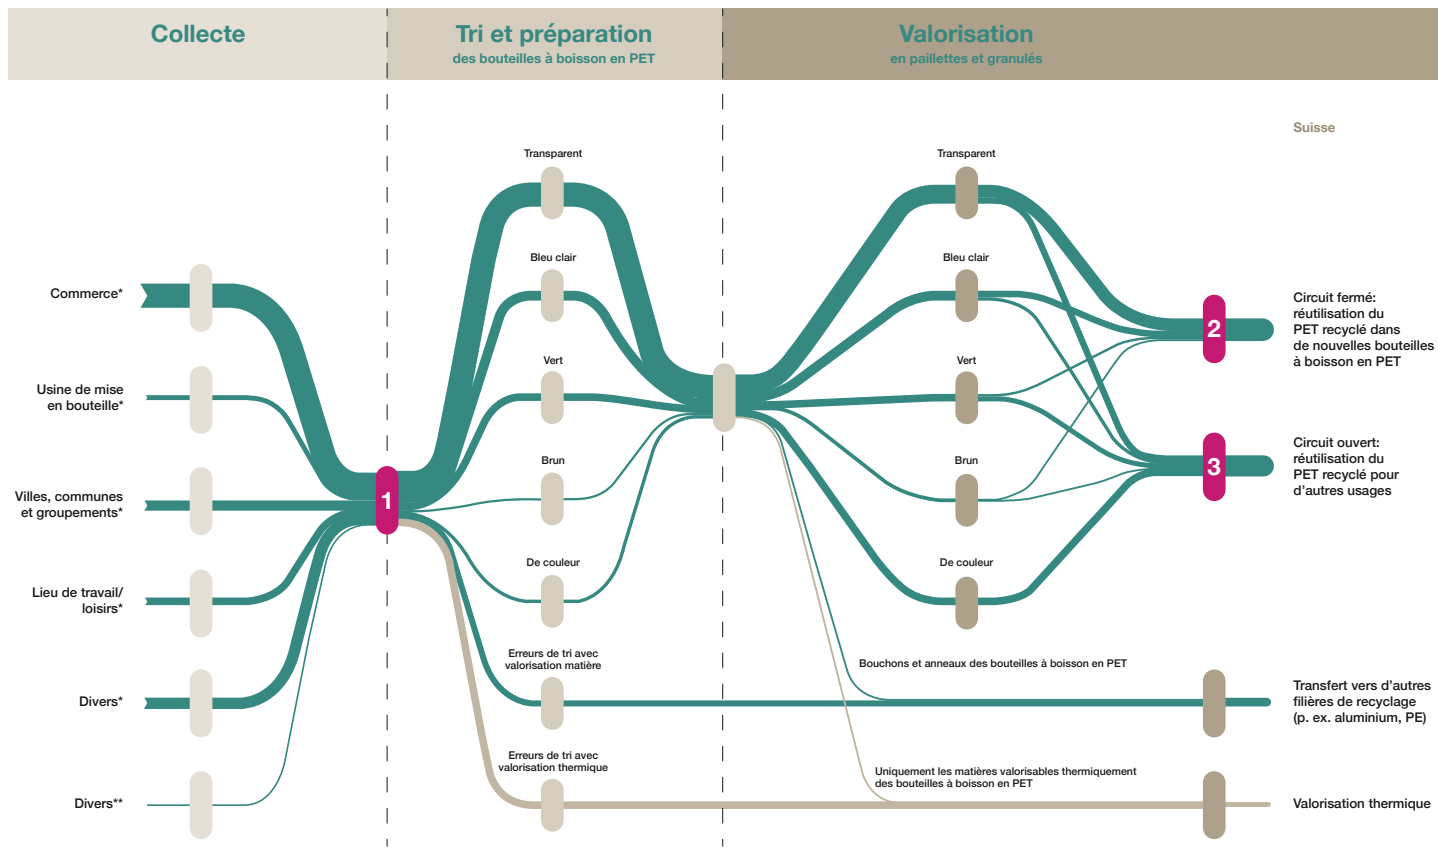 Collecte
Tri et préparation
des bouteilles à boisson en PET
Valorisation
en paillettes et granulés
Suisse
Commerce*
Usine de mise
en bouteille*
Villes, communes
et groupements*
Lieu de travail/
loisirs*
Divers*
Divers**
1
Transparent
Bleu clair
Vert
Brun
De couleur
Erreurs de tri avec
valorisation matière
Erreurs de tri avec
valorisation thermique
Transparent
Bleu clair
Vert
Brun
De couleur
Bouchons et anneaux des bouteilles à boisson en PET
Uniquement les matières valorisables thermiquement
des bouteilles à boisson en PET
2
3
Circuit fermé:
réutilisation du
PET recyclé dans
de nouvelles bouteilles
à boisson en PET
Circuit ouvert:
réutilisation du
PET recyclé pour
d'autres usages
Transfert vers d'autres
filières de recyclage
(p. ex. aluminium, PE)
Valorisation thermique